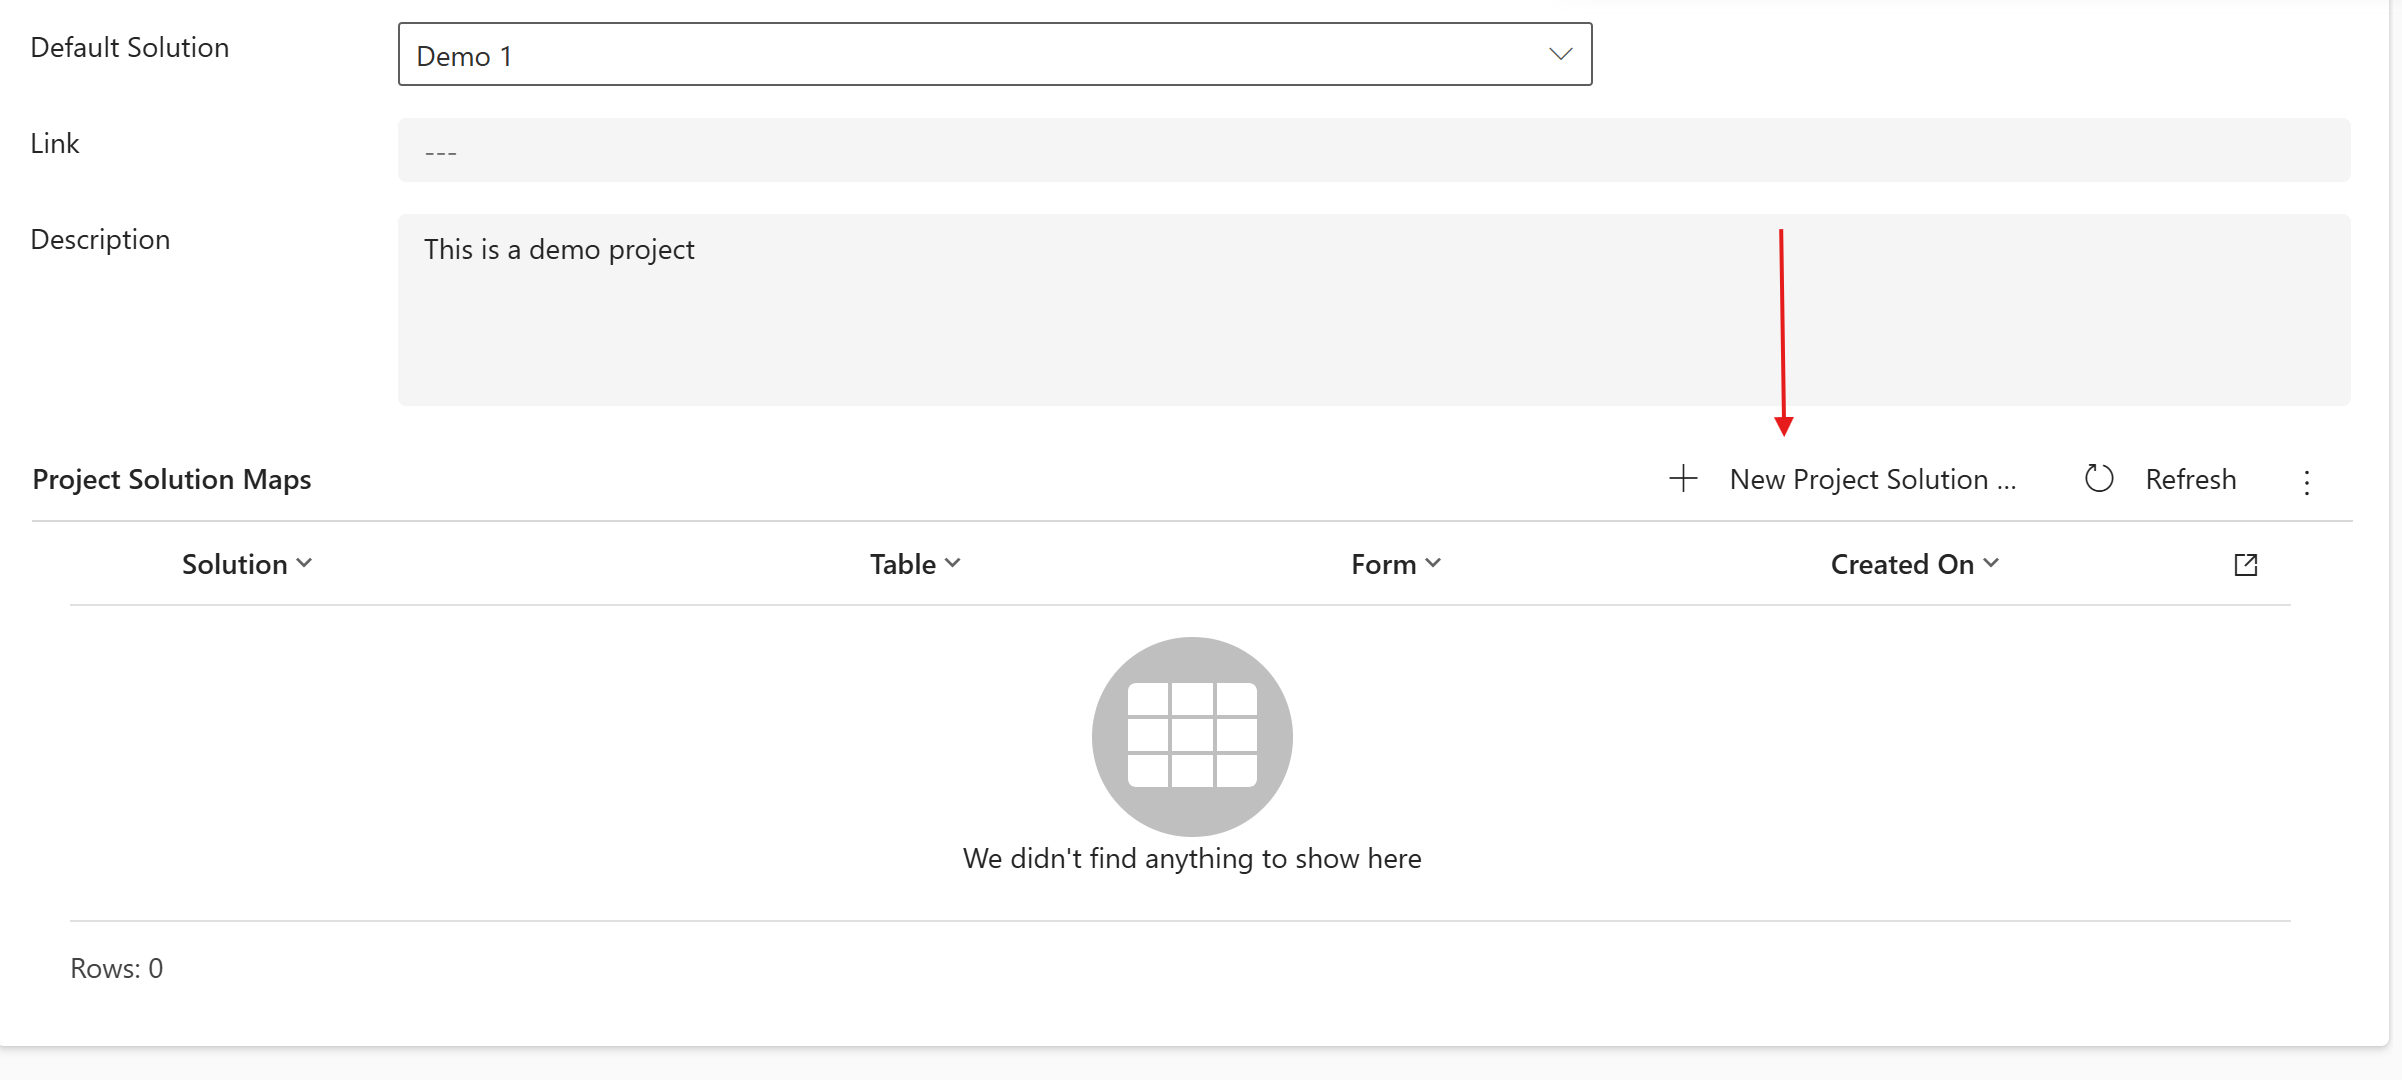 Default Solution
Demo 1
Link
---
Description
This is a demo project
Project Solution Maps
New Project Solution ...
Refresh
Solution
Table
Form
Created On
We didn't find anything to show here
Rows: 0